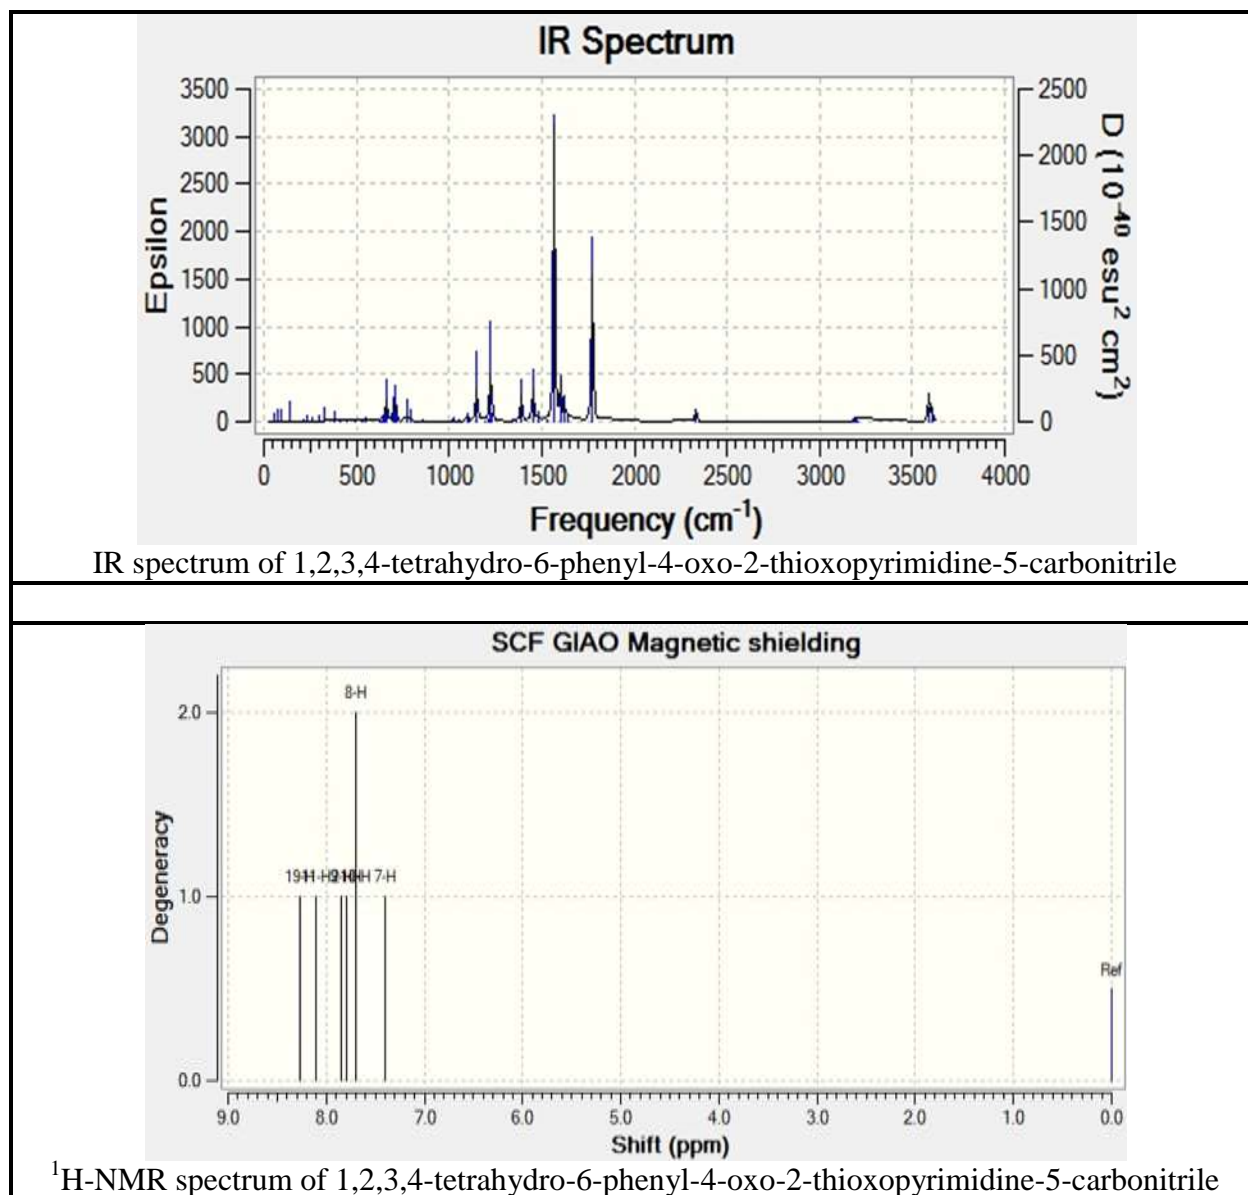 IR Spectrum
3500
3000
2500
2000
1500
1000
500
0
Epsilon
2500
2000
1500
1000
500
0
D (10⁻⁴⁰ esu² cm²)
0 500 1000 1500 2000 2500 3000 3500 4000
Frequency (cm⁻¹)
IR spectrum of 1,2,3,4-tetrahydro-6-phenyl-4-oxo-2-thioxopyrimidine-5-carbonitrile
SCF GIAO Magnetic shielding
8-H
2.0
7-H
1.0
Degeneracy
Ref
0.0
9.0 8.0 7.0 6.0 5.0 4.0 3.0 2.0 1.0 0.0
Shift (ppm)
¹H-NMR spectrum of 1,2,3,4-tetrahydro-6-phenyl-4-oxo-2-thioxopyrimidine-5-carbonitrile